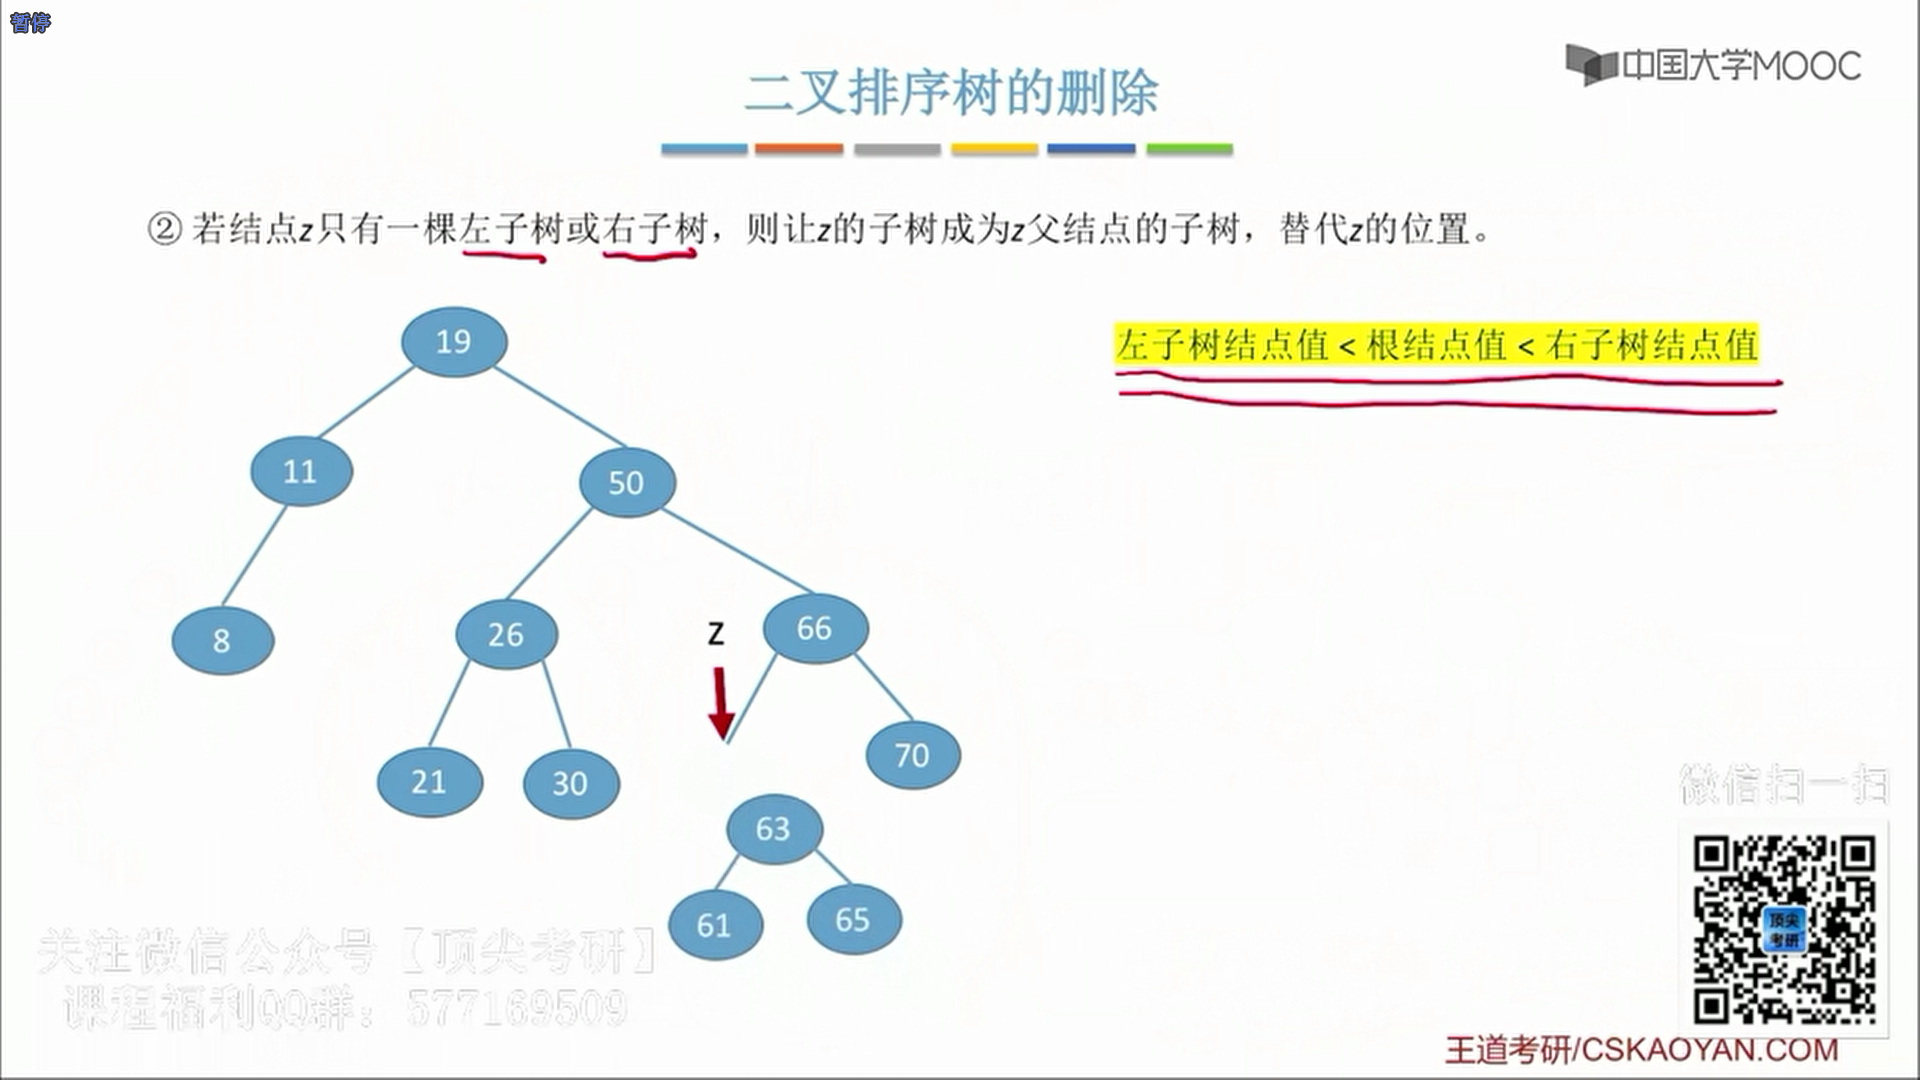 暂停
中国大学MOOC
二叉排序树的删除
② 若结点z只有一棵左子树或右子树，则让z的子树成为z父结点的子树，替代z的位置。
左子树结点值 < 根结点值 < 右子树结点值
19
11
50
8
26
z
66
21
30
70
63
61
65
微信扫一扫
顶尖
考研
关注微信公众号【顶尖考研】
课程福利QQ群：577169509
王道考研/CSKAOYAN.COM